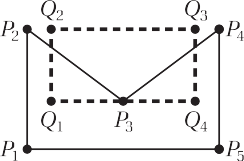 Q₂ Q₃
P₂ P₄
Q₁ P₃ Q₄
P₁ P₅